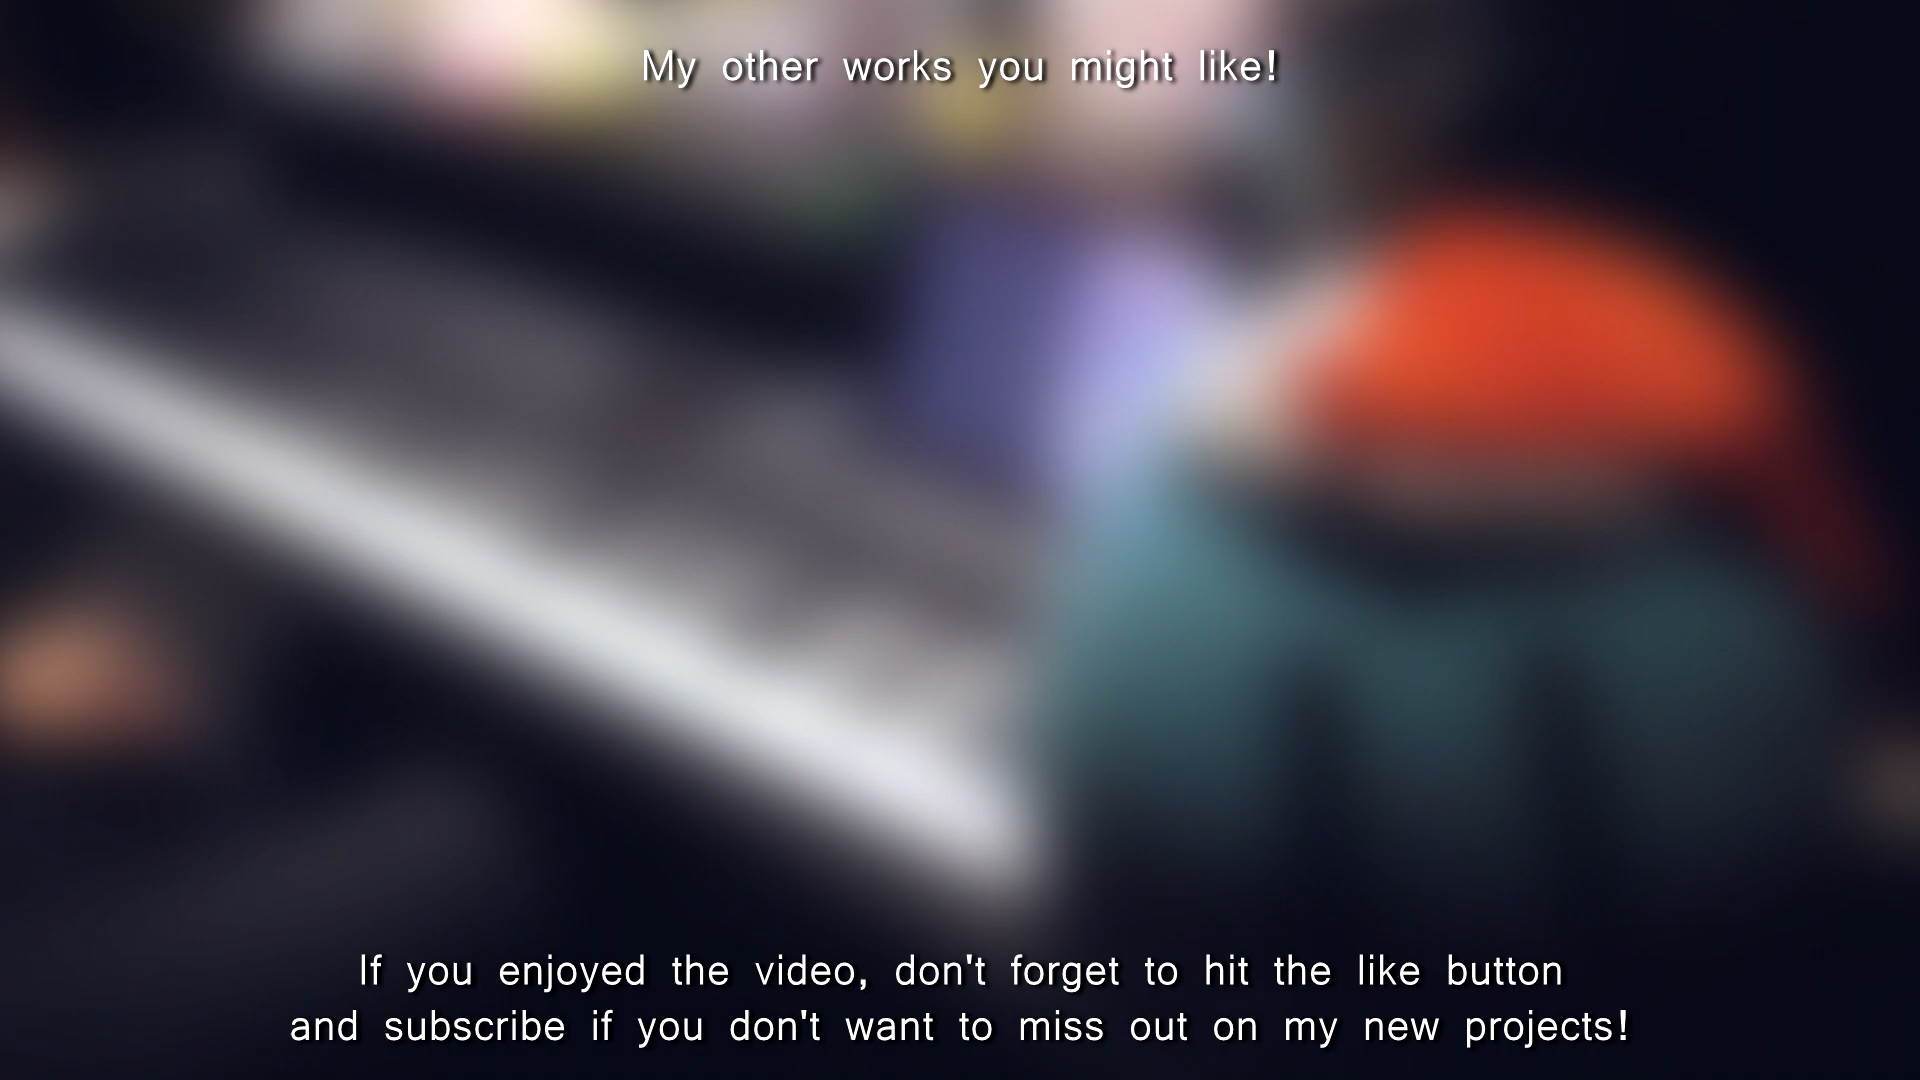 My other works you might like!
If you enjoyed the video, don't forget to hit the like button
and subscribe if you don't want to miss out on my new projects!